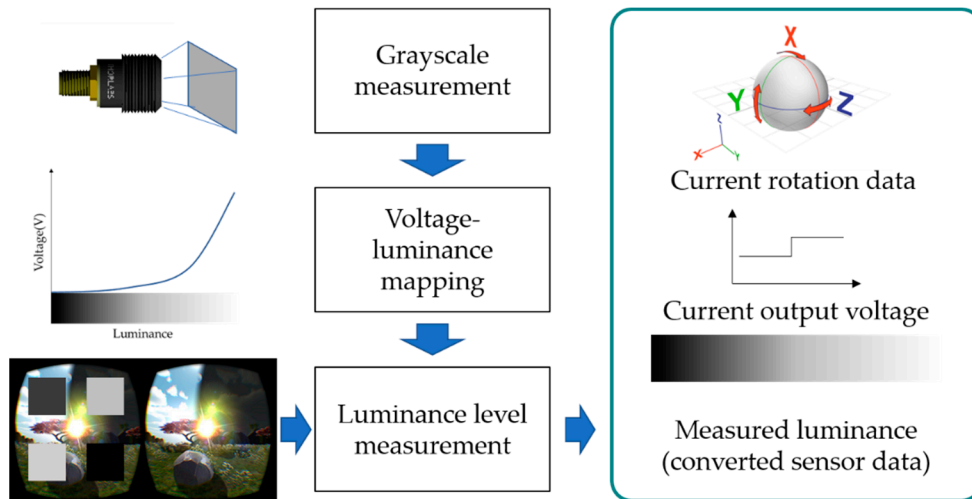 Grayscale
measurement
Voltage(V)
Luminance
Voltage-
luminance
mapping
Luminance level
measurement
X
Y
Z
Z
X
Y
Current rotation data
Current output voltage
Measured luminance
(converted sensor data)